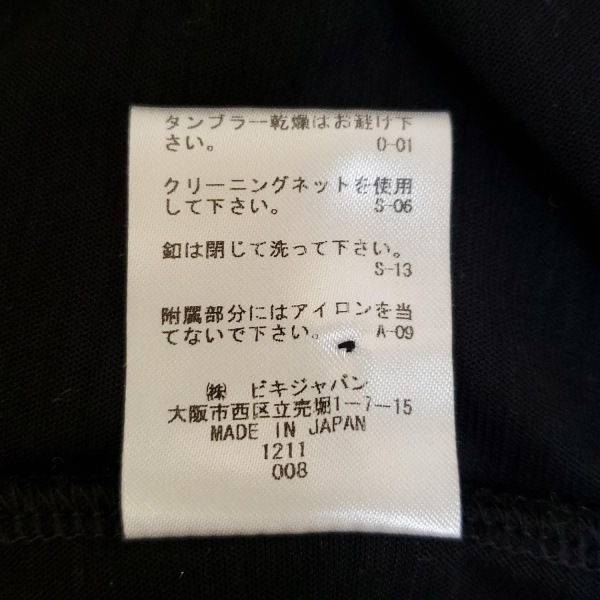 タンブラー乾燥はお避け下
さい。 0-01
クリーニングネットを使用
して下さい。 S-06
釦は閉じて洗って下さい。
S-13
附属部分にはアイロンを当
てないで下さい。 A-09
㈱ ビキジャパン
大阪市西区立売堀1-7-15
MADE IN JAPAN
1211
008